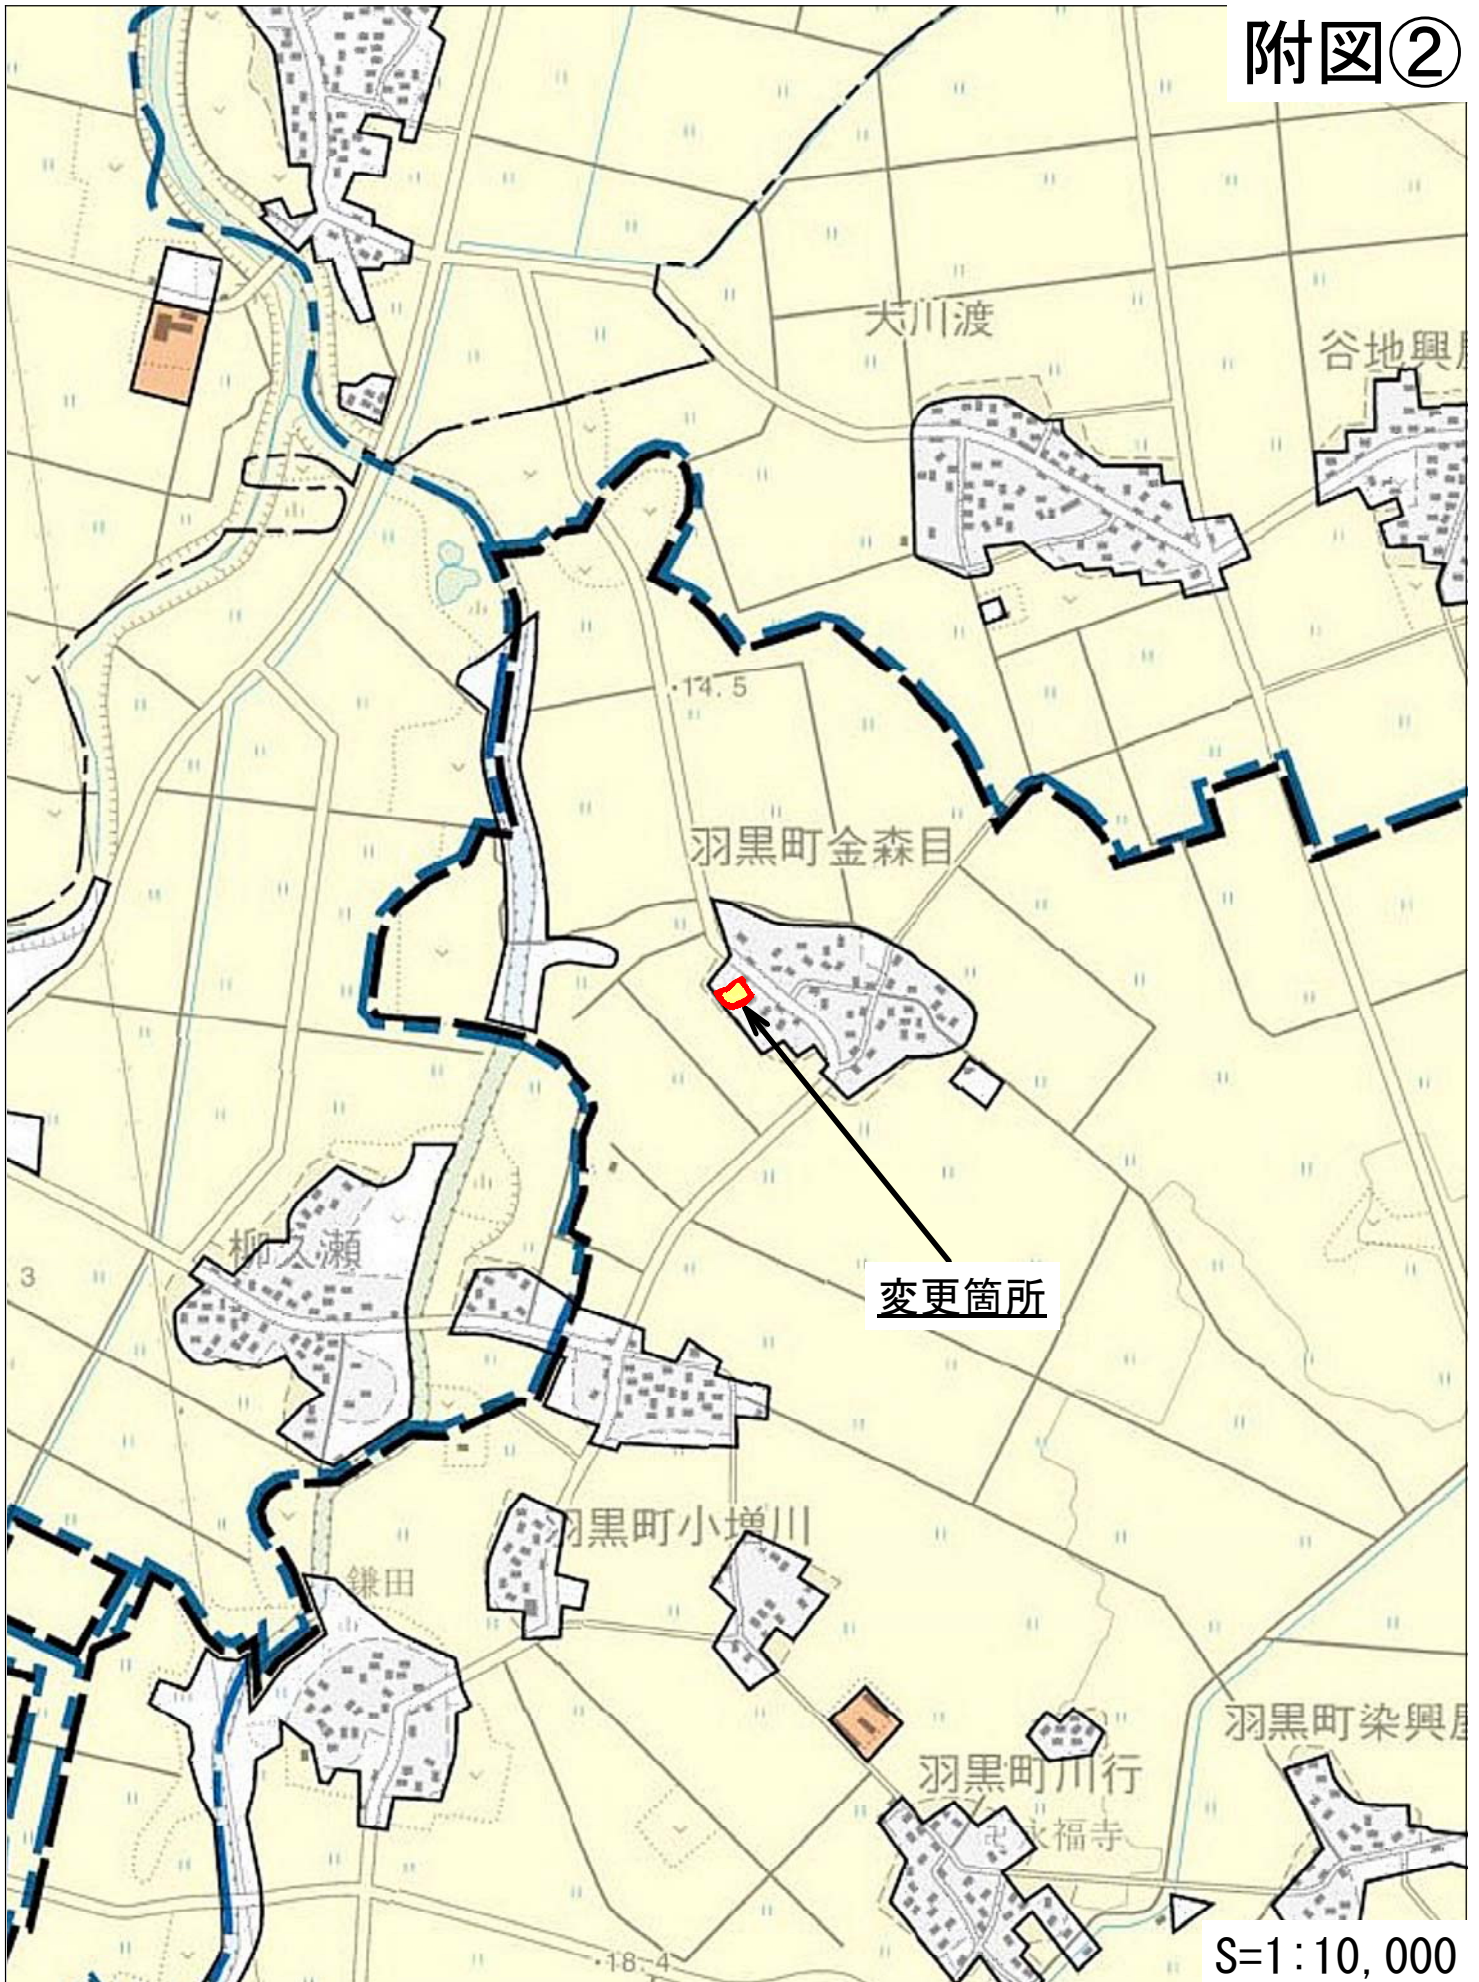 附図②
大川渡
谷地興
・14.5
羽黒町金森目
柳久瀬
3
変更箇所
羽黒町小増川
鎌田
羽黒町染興屋
羽黒町川行
卍永福寺
・18.4
S=1:10,000